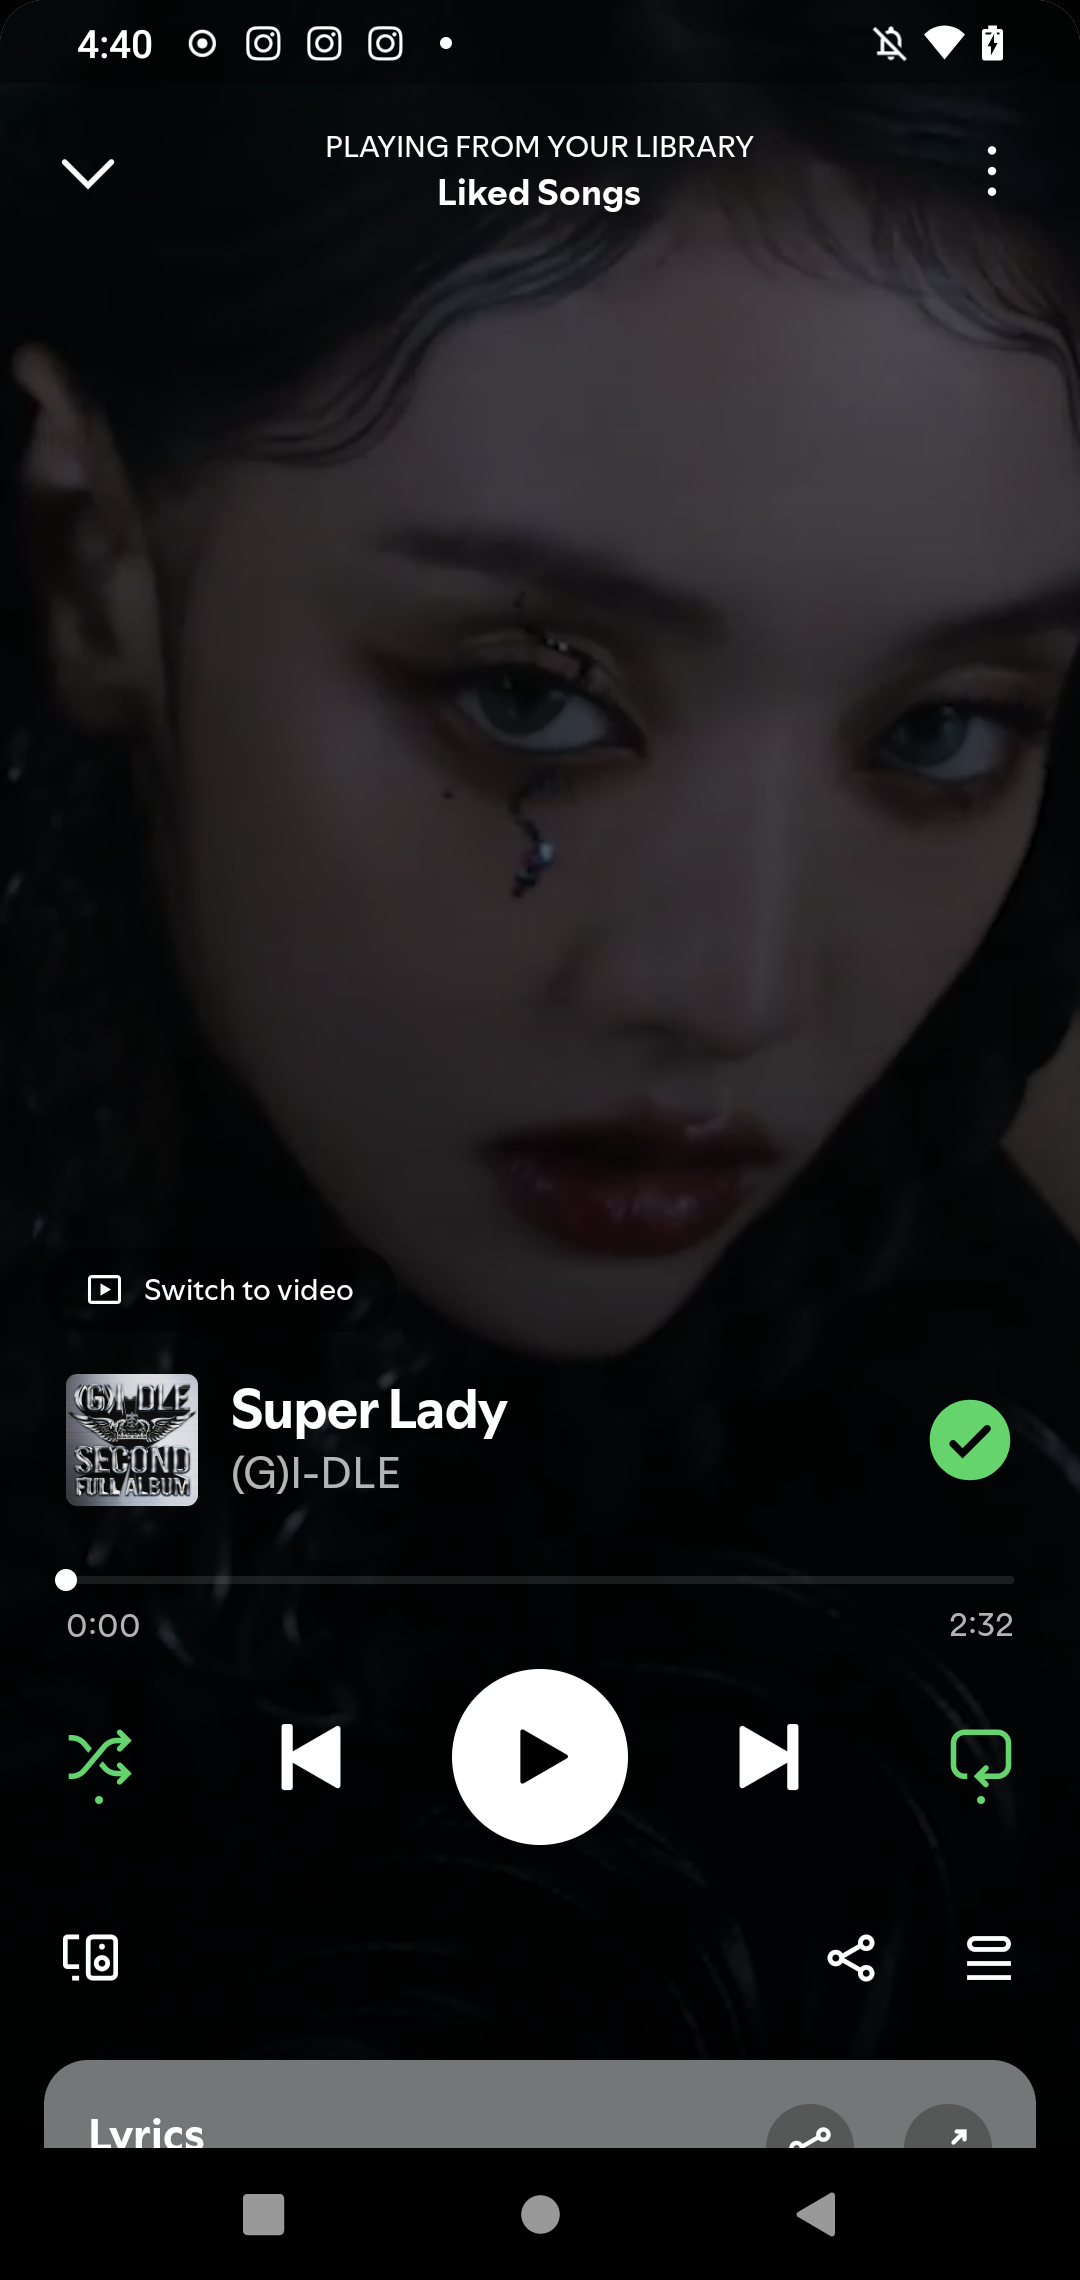 4:40
PLAYING FROM YOUR LIBRARY
Liked Songs
Switch to video
(G)I-DLE
SECOND
FULL ALBUM
Super Lady
(G)I-DLE
0:00
2:32
Lyrics